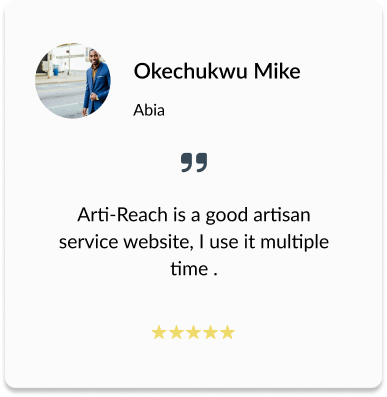 Okechukwu Mike
Abia
”
Arti-Reach is a good artisan
service website, I use it multiple
time .